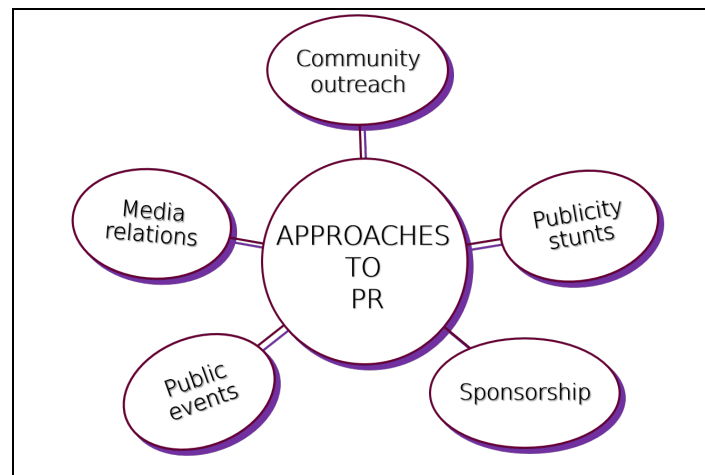 Community
outreach
Media
relations
Publicity
stunts
APPROACHES
TO
PR
Public
events
Sponsorship